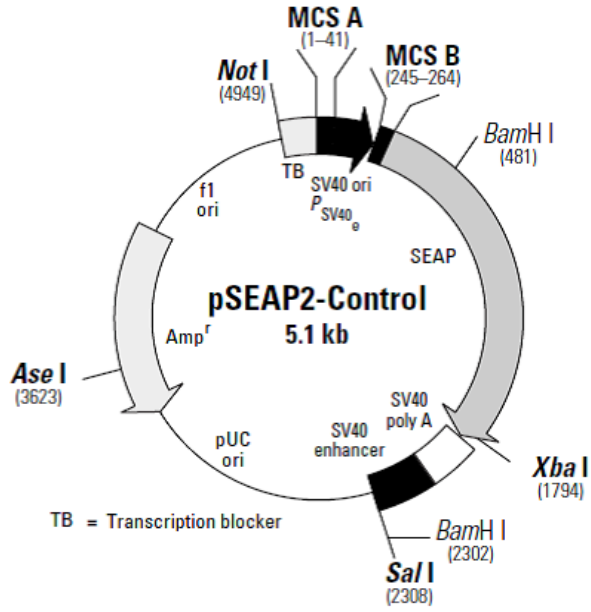 MCS A
(1–41)
MCS B
(245–264)
Not I
(4949)
BamH I
(481)
TB
SV40 ori
PSV40e
f1
ori
SEAP
pSEAP2-Control
5.1 kb
Ampr
Ase I
(3623)
SV40
poly A
SV40
enhancer
pUC
ori
Xba I
(1794)
TB = Transcription blocker
BamH I
(2302)
Sal I
(2308)